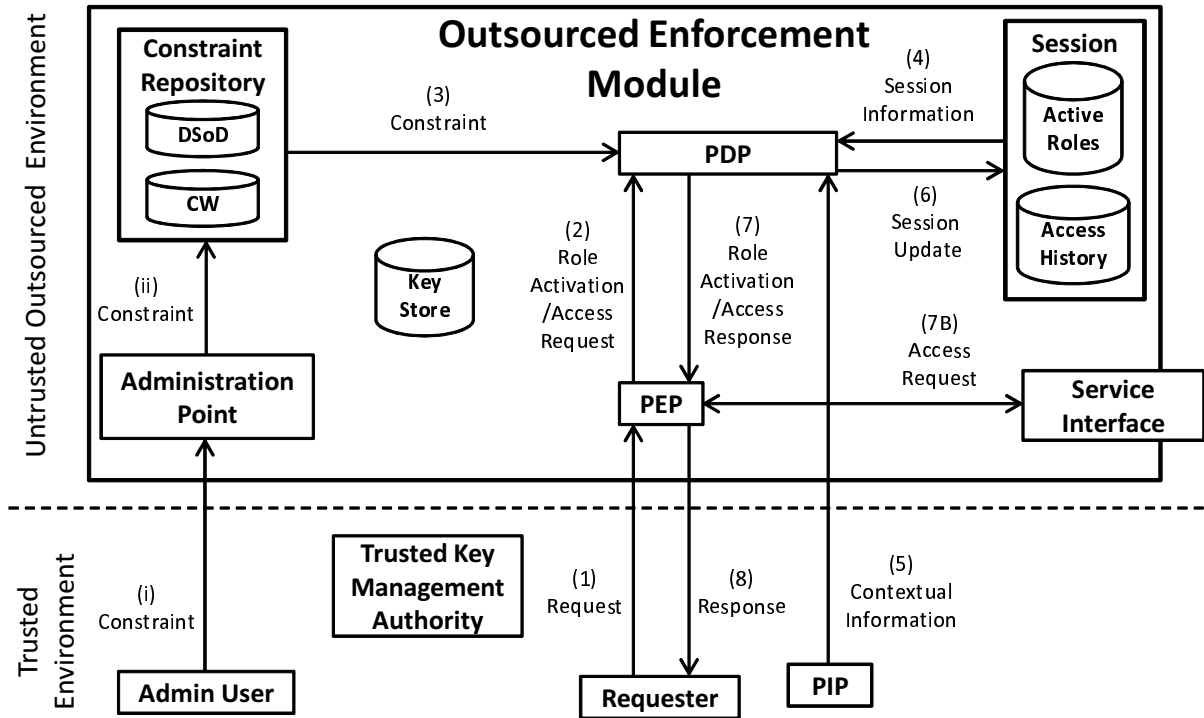 Untrusted Outsourced Environment
Outsourced Enforcement
Module
Constraint
Repository
DSoD
CW
(3)
Constraint
PDP
(4)
Session
Information
Session
Active
Roles
Access
History
(6)
Session
Update
(2)
Role
Activation
/Access
Request
(7)
Role
Activation
/Access
Response
Key
Store
(ii)
Constraint
Administration
Point
PEP
(7B)
Access
Request
Service
Interface
Trusted
Environment
(i)
Constraint
Trusted Key
Management
Authority
(1)
Request
(8)
Response
(5)
Contextual
Information
Admin User
Requester
PIP